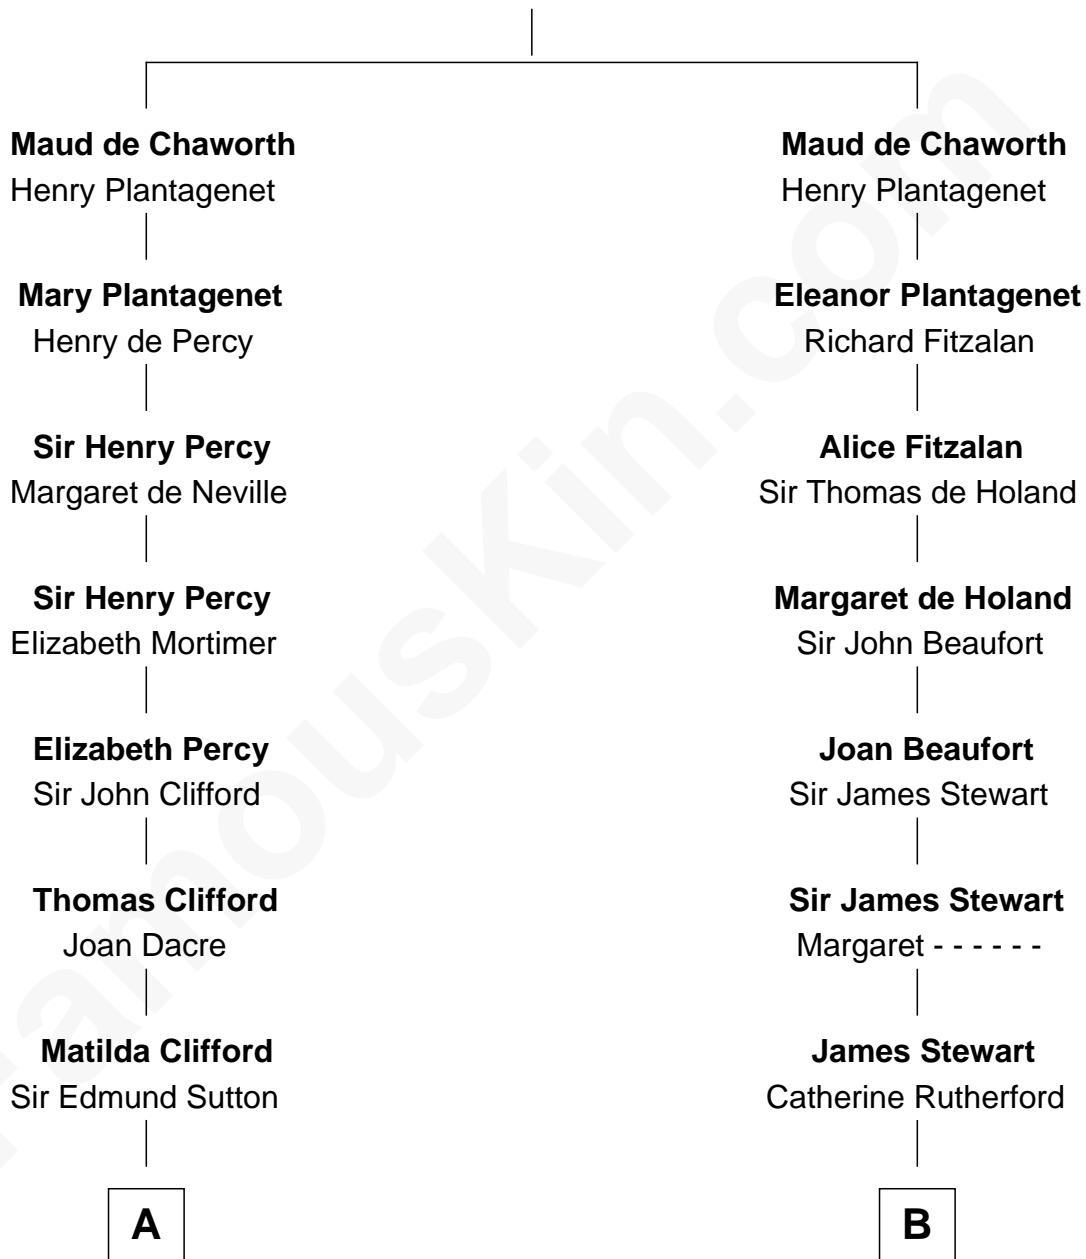 Maud de Chaworth
Henry Plantagenet
Mary Plantagenet
Henry de Percy
Sir Henry Percy
Margaret de Neville
Sir Henry Percy
Elizabeth Mortimer
Elizabeth Percy
Sir John Clifford
Thomas Clifford
Joan Dacre
Matilda Clifford
Sir Edmund Sutton
A
Maud de Chaworth
Henry Plantagenet
Eleanor Plantagenet
Richard Fitzalan
Alice Fitzalan
Sir Thomas de Holand
Margaret de Holand
Sir John Beaufort
Joan Beaufort
Sir James Stewart
Sir James Stewart
Margaret - - - - - -
James Stewart
Catherine Rutherford
B
FamousKin.com